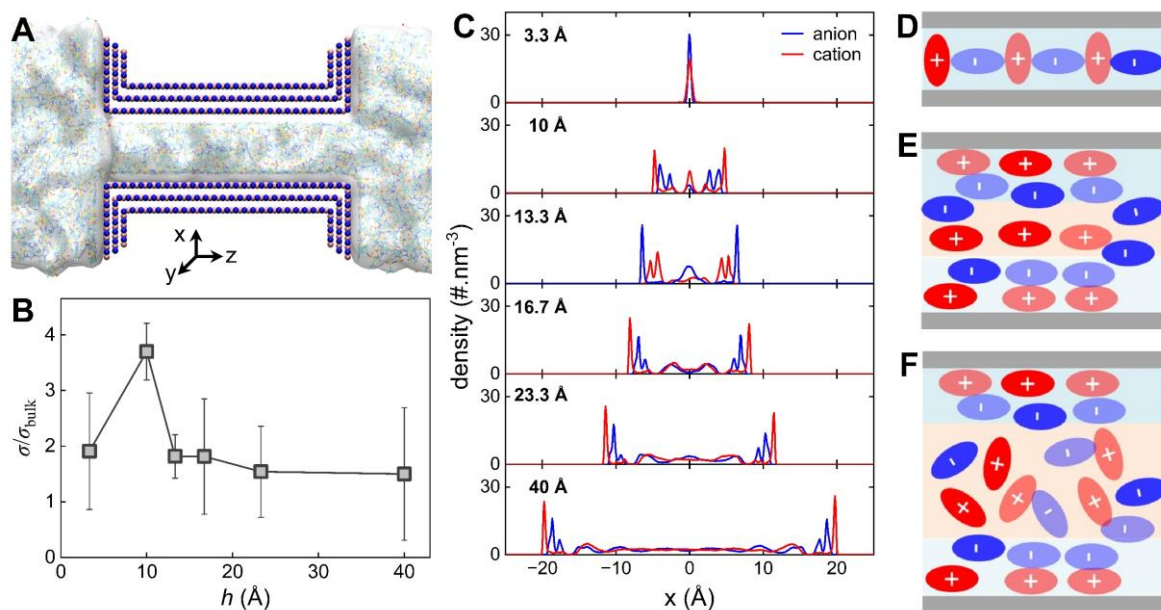 A
x
y
z
B
σ/σbulk
4
3
2
1
0
0
10
20
30
40
h (Å)
C
density (#.nm⁻³)
30
3.3 Å
anion
cation
0
30
10 Å
0
30
13.3 Å
0
30
16.7 Å
0
30
23.3 Å
0
30
40 Å
0
−20
−10
0
10
20
x (Å)
D
+ - + - + -
E
+ + +
- - -
- -
+ + +
-
- - -
+ + +
F
+ + +
- - -
- + - +
+ + - + -
-
- - -
+ + +